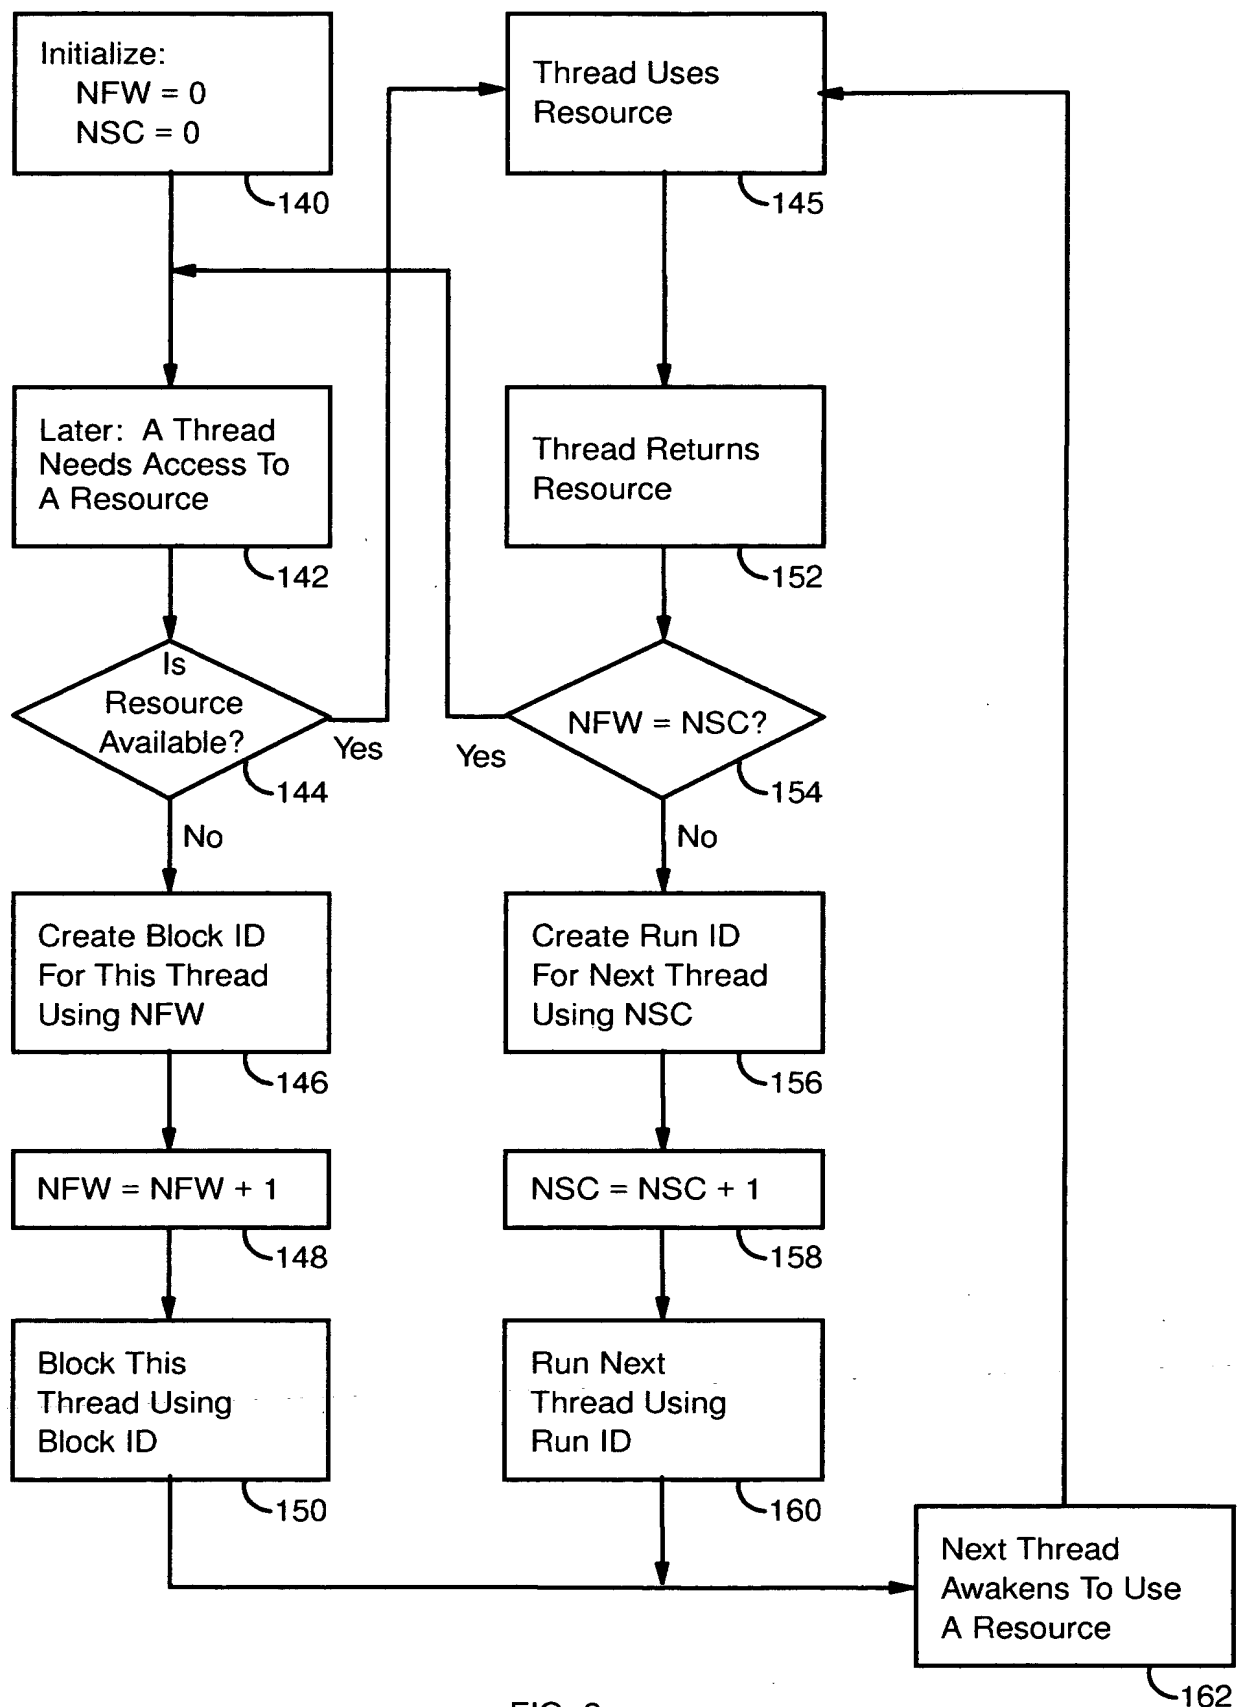 Initialize:
NFW = 0
NSC = 0
140
Thread Uses
Resource
145
Later: A Thread
Needs Access To
A Resource
142
Thread Returns
Resource
152
Is
Resource
Available?
Yes
144
No
NFW = NSC?
Yes
154
No
Create Block ID
For This Thread
Using NFW
146
Create Run ID
For Next Thread
Using NSC
156
NFW = NFW + 1
148
NSC = NSC + 1
158
Block This
Thread Using
Block ID
150
Run Next
Thread Using
Run ID
160
Next Thread
Awakens To Use
A Resource
162
FIG.